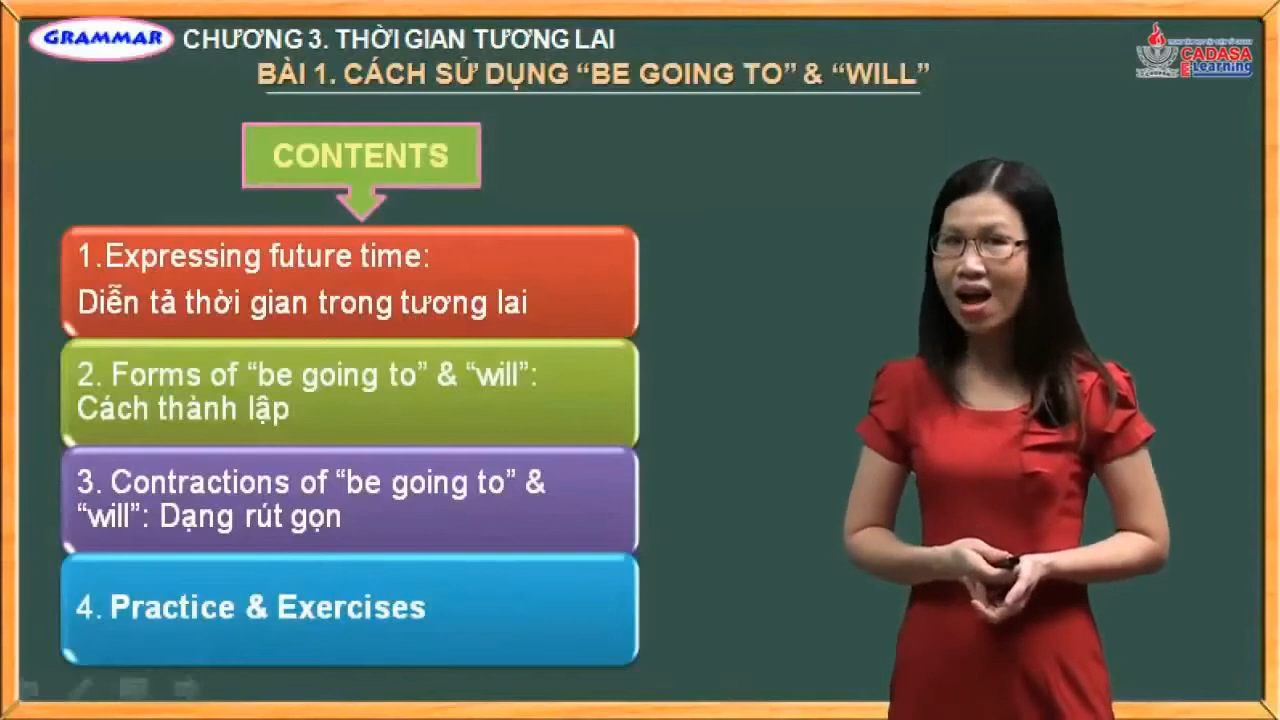 GRAMMAR
CHƯƠNG 3. THỜI GIAN TƯƠNG LAI
BÀI 1. CÁCH SỬ DỤNG “BE GOING TO” & “WILL”
CADASA
ELearning
CONTENTS
1.Expressing future time:
Diễn tả thời gian trong tương lai
2. Forms of “be going to” & “will”:
Cách thành lập
3. Contractions of “be going to” &
“will”: Dạng rút gọn
4. Practice & Exercises